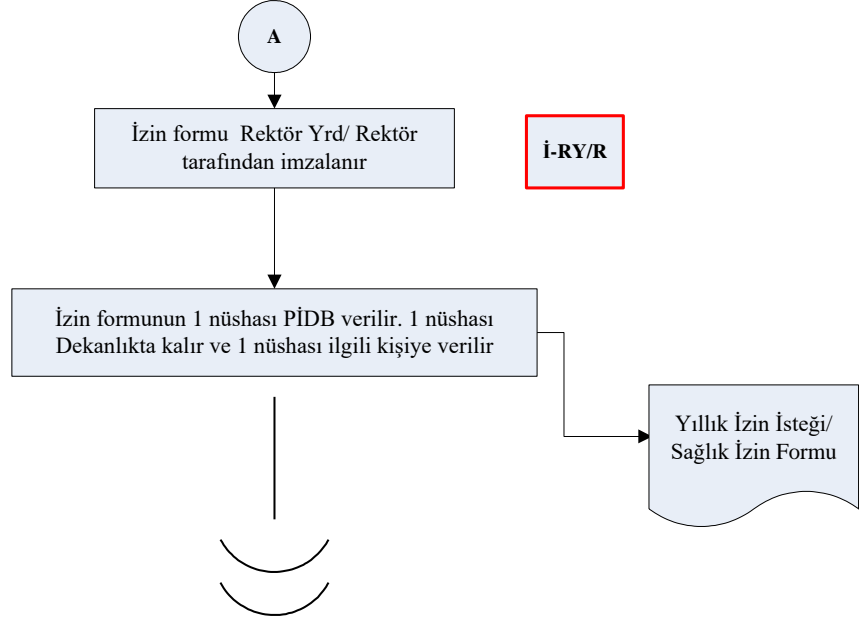 A
İzin formu  Rektör Yrd/ Rektör
tarafından imzalanır
İ-RY/R
İzin formunun 1 nüshası PİDB verilir. 1 nüshası
Dekanlıkta kalır ve 1 nüshası ilgili kişiye verilir
Yıllık İzin İsteği/
Sağlık İzin Formu